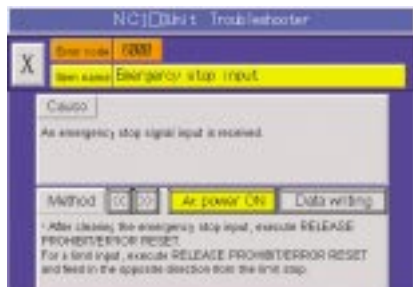 NC Unit Troubleshooter
X
Error code 6000
Item name Emergency stop input
Cause
An emergency stop signal input is received.
Method << >> At power ON Data writing
・After clearing the emergency stop input, execute RELEASE
PROHIBIT/ERROR RESET.
For a limit input, execute RELEASE PROHIBIT/ERROR RESET
and feed in the opposite direction from the limit stop.